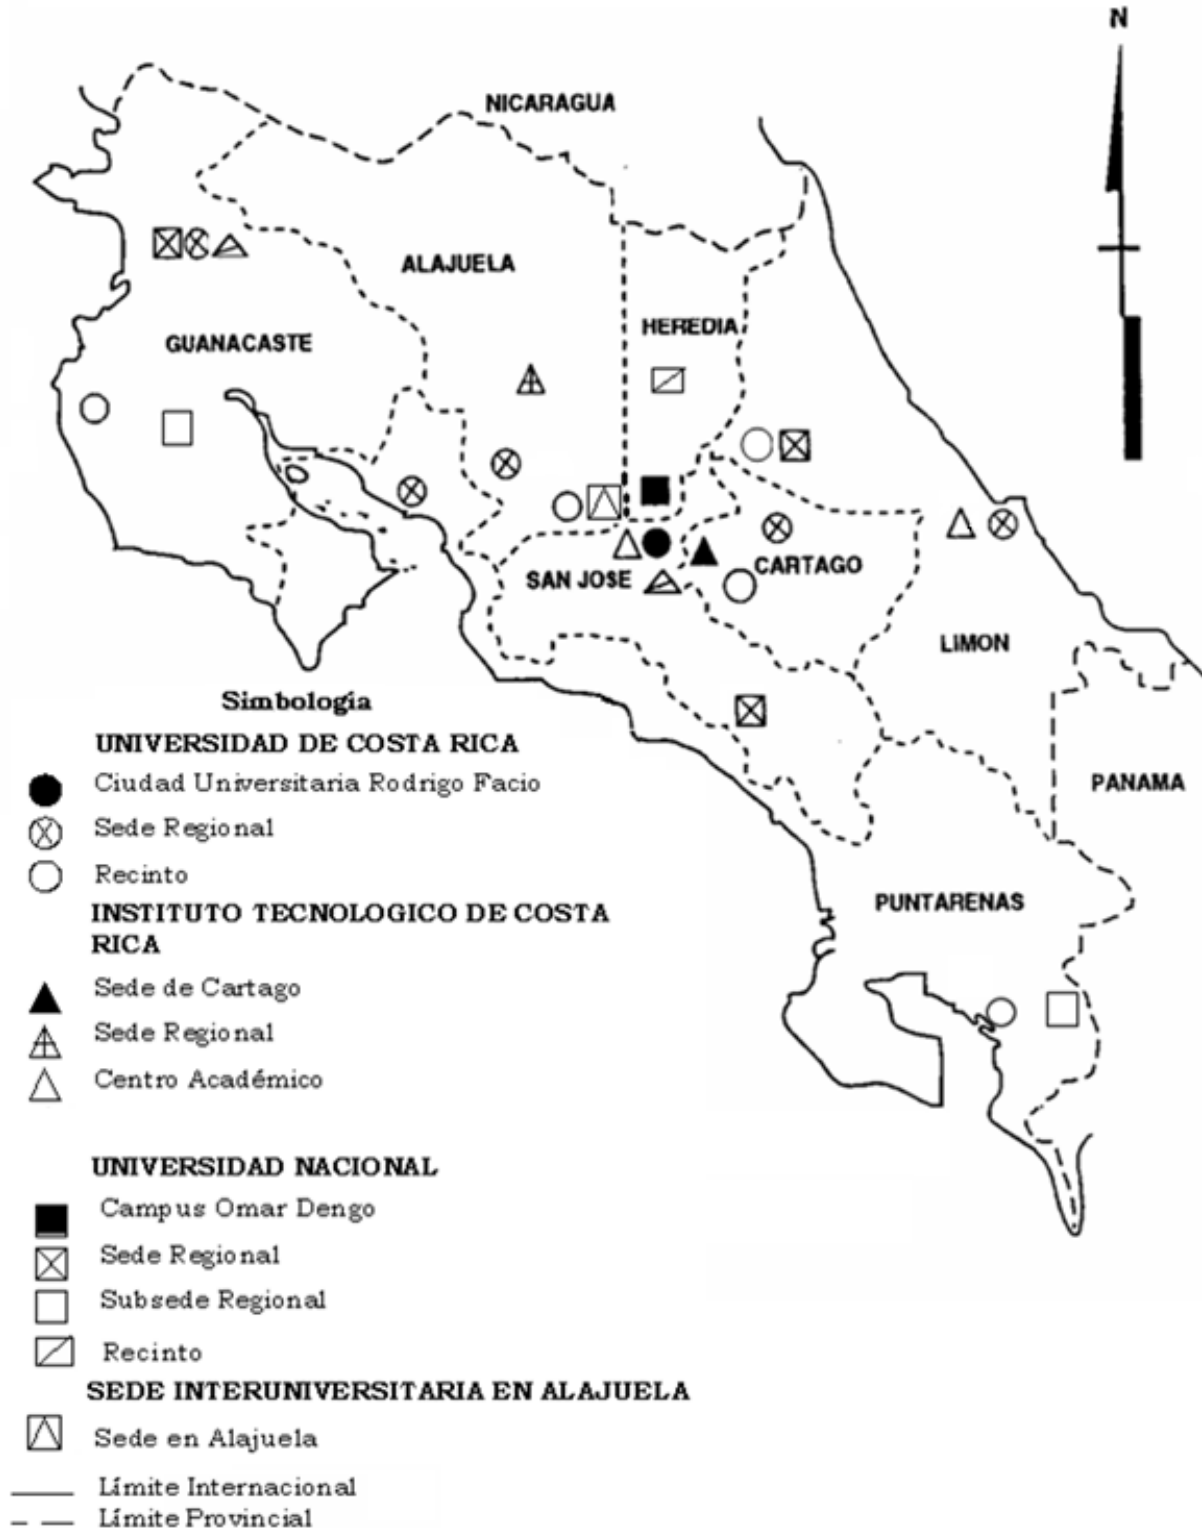 N
NICARAGUA
ALAJUELA
HEREDIA
GUANACASTE
CARTAGO
SAN JOSE
LIMON
PANAMA
PUNTARENAS
Simbología
UNIVERSIDAD DE COSTA RICA
Ciudad Universitaria Rodrigo Facio
Sede Regional
Recinto
INSTITUTO TECNOLOGICO DE COSTA
RICA
Sede de Cartago
Sede Regional
Centro Académico
UNIVERSIDAD NACIONAL
Campus Omar Dengo
Sede Regional
Subsede Regional
Recinto
SEDE INTERUNIVERSITARIA EN ALAJUELA
Sede en Alajuela
Límite Internacional
Límite Provincial